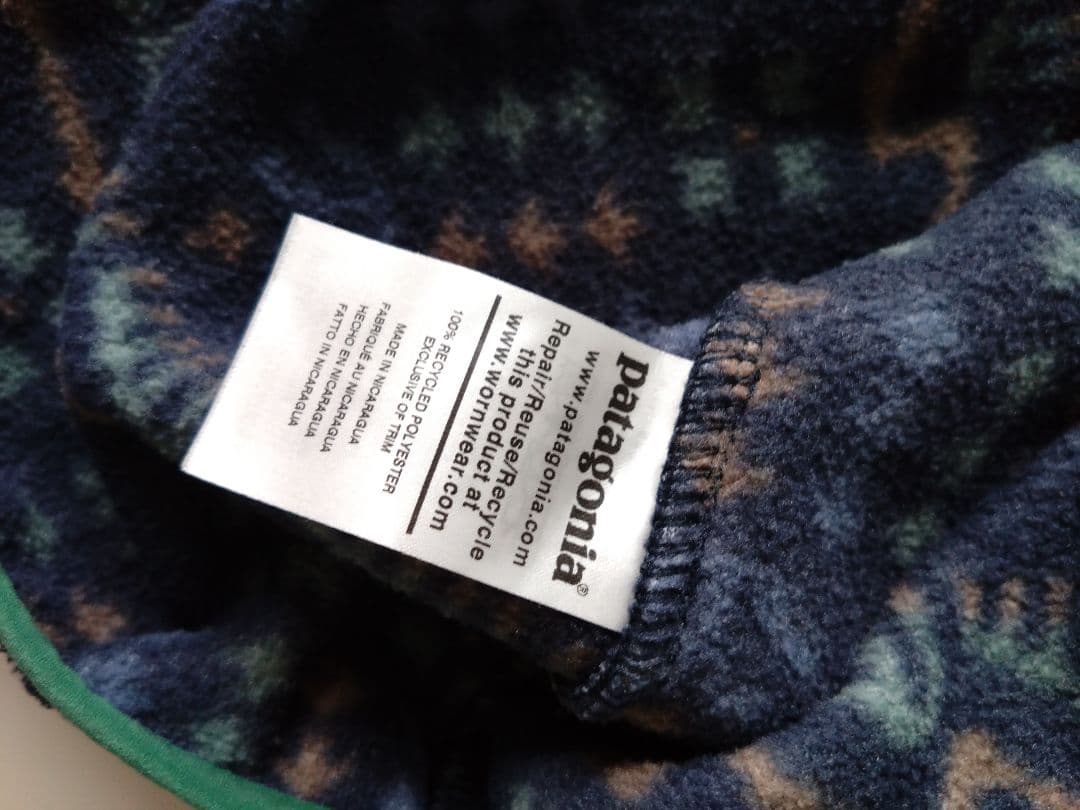 patagonia®
www.patagonia.com
Repair/Reuse/Recycle
this product at
www.wornwear.com
100% RECYCLED POLYESTER
EXCLUSIVE OF TRIM
MADE IN NICARAGUA
FABRIQUE AU NICARAGUA
HECHO EN NICARAGUA
FATTO IN NICARAGUA